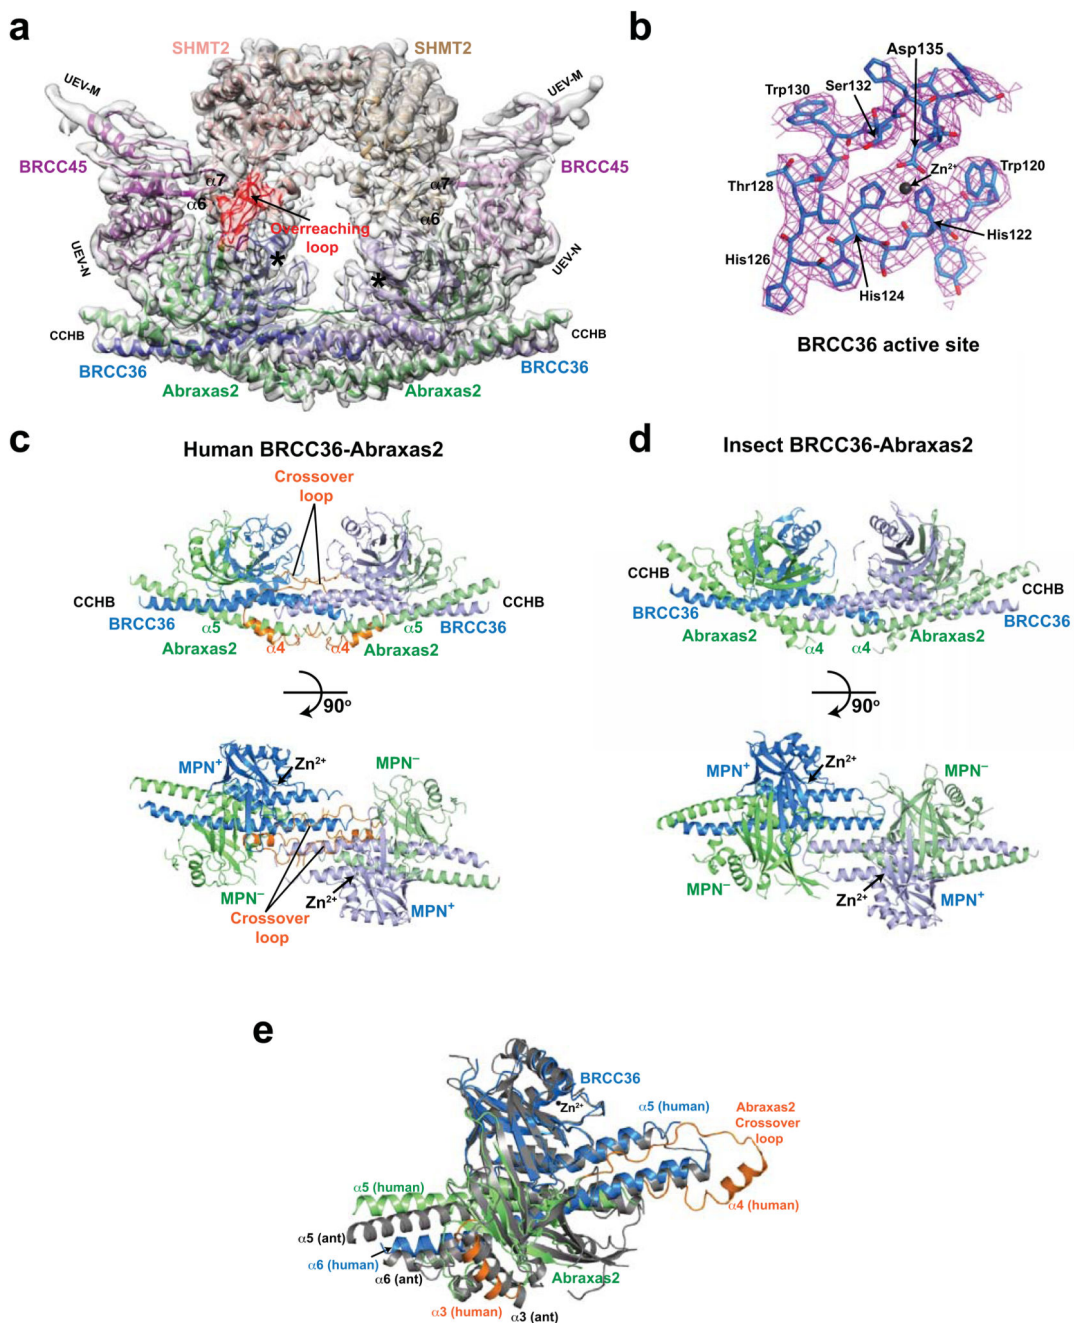 a
SHMT2
SHMT2
UEV-M
UEV-M
BRCC45
BRCC45
α7
α7
α6
α6
Overreaching
loop
*
*
UEV-N
UEV-N
CCHB
CCHB
BRCC36
BRCC36
Abraxas2
Abraxas2
b
Asp135
Ser132
Trp130
Zn2+
Trp120
Thr128
His122
His126
His124
BRCC36 active site
c
Human BRCC36-Abraxas2
Crossover
loop
CCHB
CCHB
BRCC36
BRCC36
α5
α5
Abraxas2
α4
α4
Abraxas2
90o
MPN+
Zn2+
MPN–
MPN–
Zn2+
MPN+
Crossover
loop
d
Insect BRCC36-Abraxas2
CCHB
CCHB
BRCC36
BRCC36
Abraxas2
Abraxas2
α4
α4
90o
MPN+
Zn2+
MPN–
MPN–
Zn2+
MPN+
e
BRCC36
Zn2+
α5 (human)
Abraxas2
Crossover
loop
α5 (human)
α4 (human)
α5 (ant)
α6 (human)
α6 (ant)
Abraxas2
α3 (human)
α3 (ant)